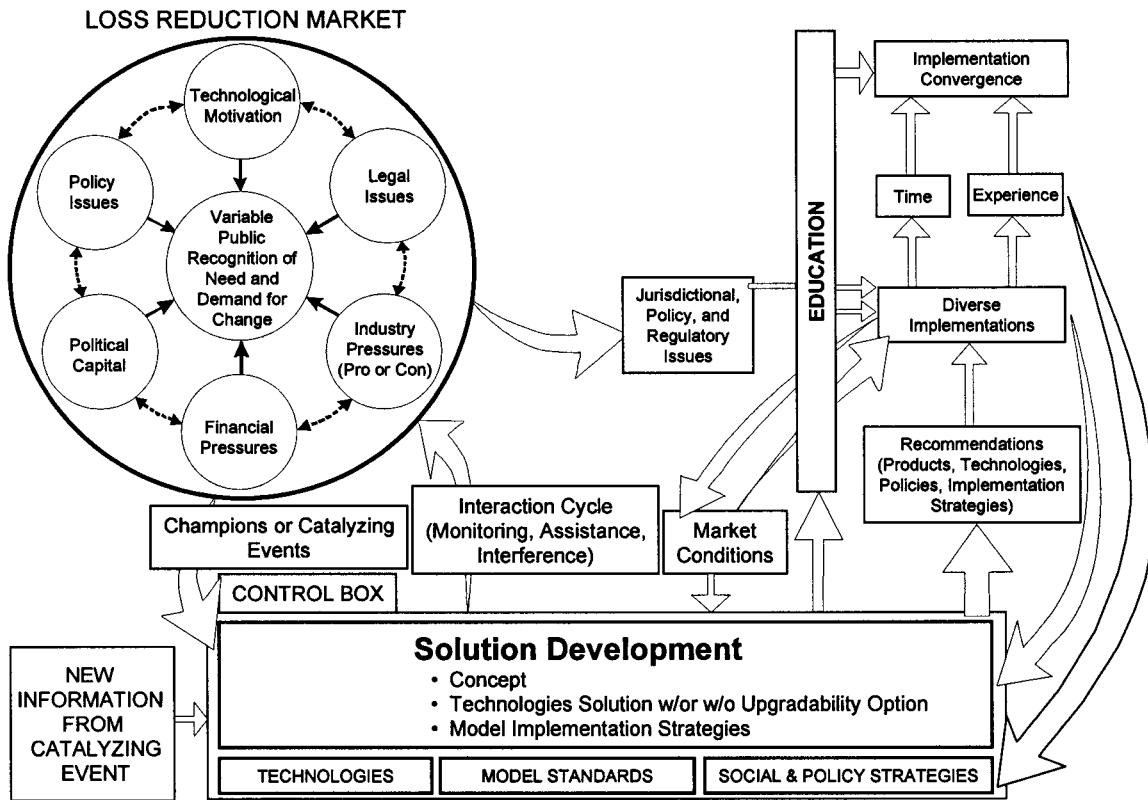 LOSS REDUCTION MARKET
Technological
Motivation
Policy
Issues
Legal
Issues
Variable
Public
Recognition of
Need and
Demand for
Change
Political
Capital
Industry
Pressures
(Pro or Con)
Financial
Pressures
Jurisdictional,
Policy, and
Regulatory
Issues
EDUCATION
Implementation
Convergence
Time
Experience
Diverse
Implementations
Recommendations
(Products, Technologies,
Policies, Implementation
Strategies)
Champions or Catalyzing
Events
Interaction Cycle
(Monitoring, Assistance,
Interference)
Market
Conditions
CONTROL BOX
NEW
INFORMATION
FROM
CATALYZING
EVENT
Solution Development
• Concept
• Technologies Solution w/or w/o Upgradability Option
• Model Implementation Strategies
TECHNOLOGIES
MODEL STANDARDS
SOCIAL & POLICY STRATEGIES